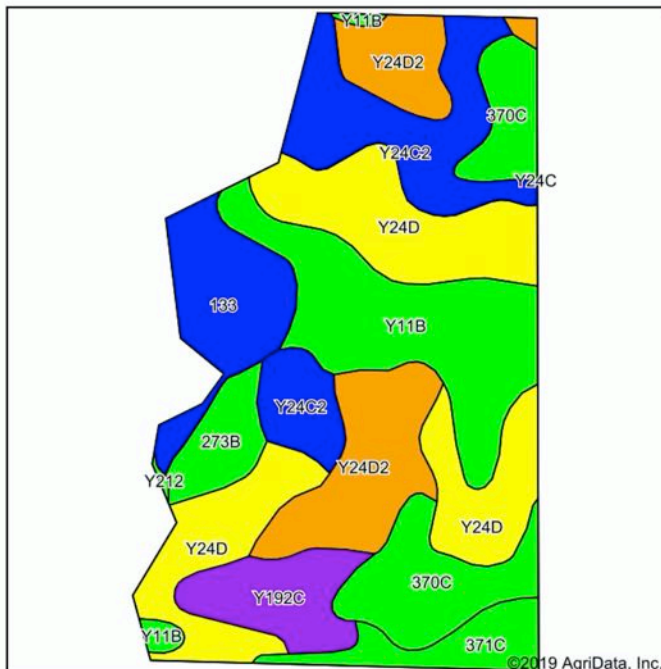 Y11B
Y24D2
370C
Y24C2
Y24C
Y24D
133
Y11B
Y24C2
273B
Y24D2
Y212
Y24D
Y24D
370C
Y192C
Y11B
371C
©2019 AgriData, Inc.